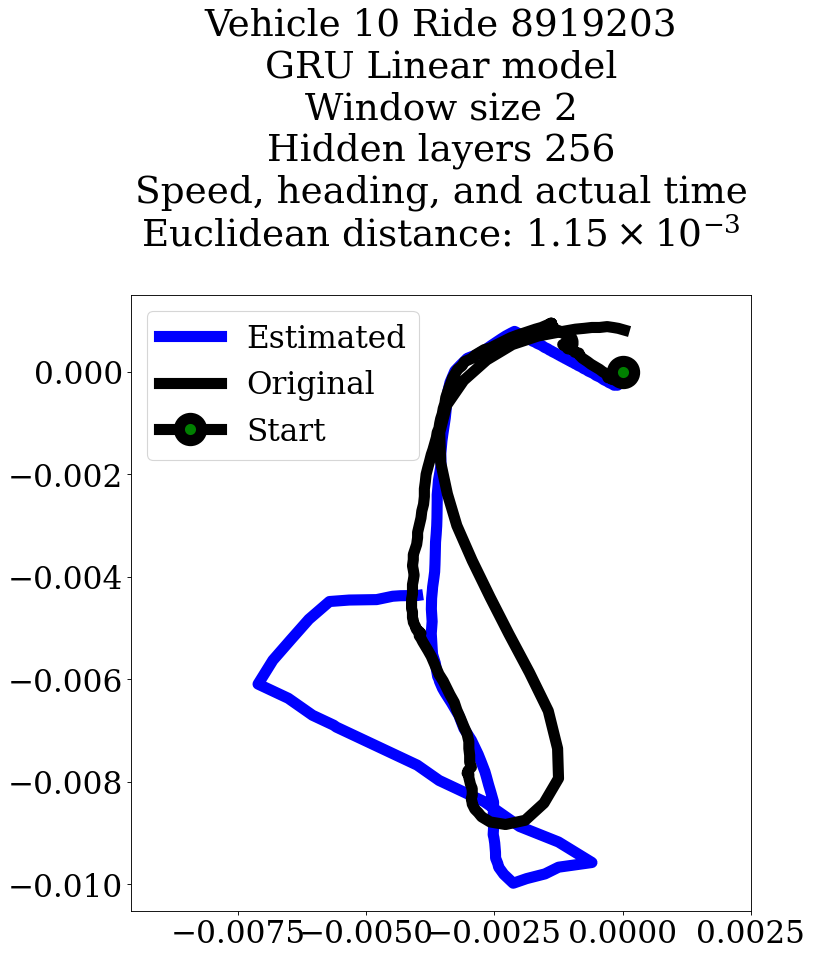 Vehicle 10 Ride 8919203
GRU Linear model
Window size 2
Hidden layers 256
Speed, heading, and actual time
Euclidean distance: 1.15 × 10⁻³
Estimated
Original
Start
0.000
−0.002
−0.004
−0.006
−0.008
−0.010
−0.0075 −0.0050 −0.0025 0.0000 0.0025